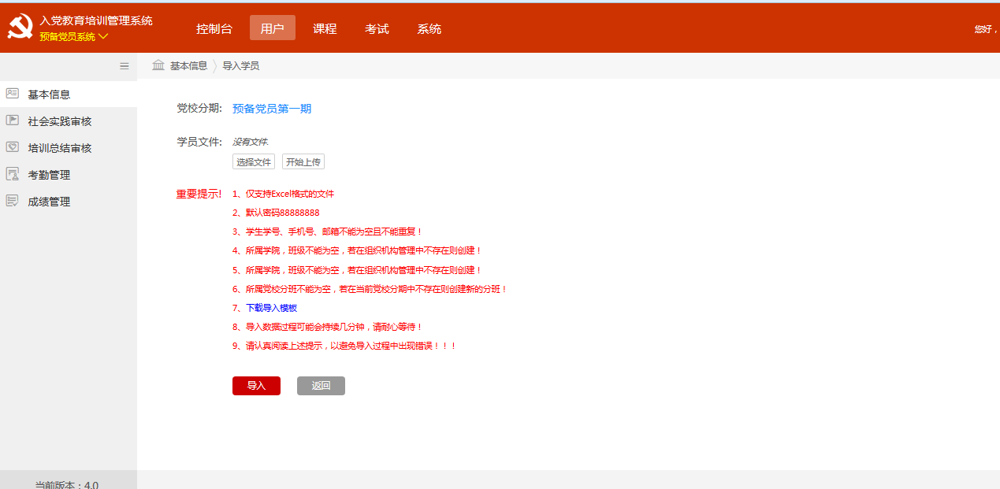 入党教育培训管理系统
预备党员系统
控制台 用户 课程 考试 系统
您好，
基本信息 导入学员
基本信息
社会实践审核
培训总结审核
考勤管理
成绩管理
党校分期: 预备党员第一期
学员文件: 没有文件.
选择文件 开始上传
重要提示! 1、仅支持Excel格式的文件
2、默认密码88888888
3、学生学号、手机号、邮箱不能为空且不能重复！
4、所属学院，班级不能为空，若在组织机构管理中不存在则创建！
5、所属学院，班级不能为空，若在组织机构管理中不存在则创建！
6、所属党校分班不能为空，若在当前党校分期中不存在则创建新的分班！
7、下载导入模板
8、导入数据过程可能会持续几分钟，请耐心等待！
9、请认真阅读上述提示，以避免导入过程中出现错误！！！
导入 返回
当前版本：4.0